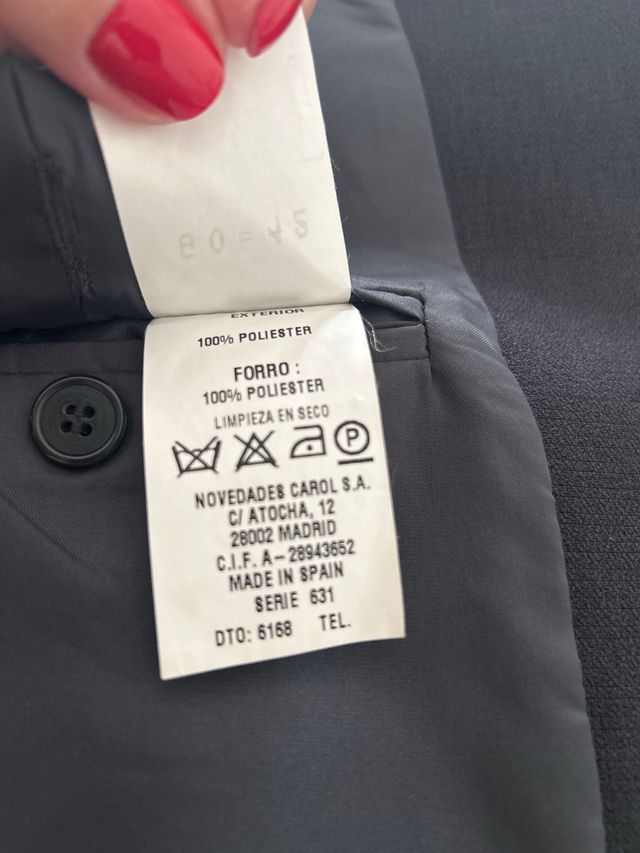 EXTERIOR
100% POLIESTER
FORRO :
100% POLIESTER
LIMPIEZA EN SECO
P
NOVEDADES CAROL S.A.
C/ ATOCHA, 12
28002 MADRID
C.I.F. A-28943652
MADE IN SPAIN
SERIE 631
DTO: 6168 TEL.